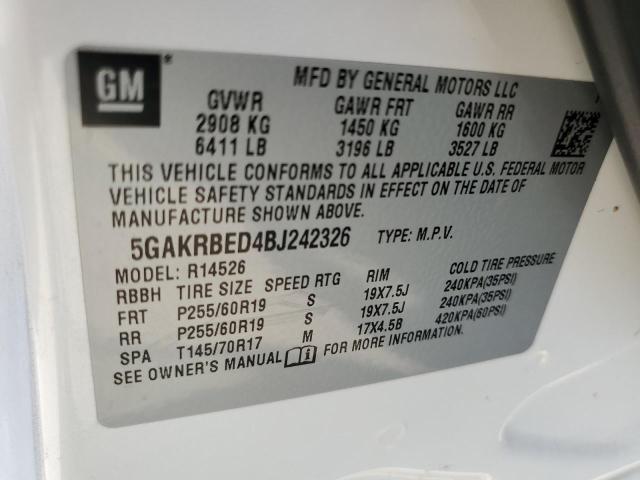 GM®
MFD BY GENERAL MOTORS LLC
GVWR GAWR FRT GAWR RR
2908 KG 1450 KG 1600 KG
6411 LB 3196 LB 3527 LB
THIS VEHICLE CONFORMS TO ALL APPLICABLE U.S. FEDERAL MOTOR
VEHICLE SAFETY STANDARDS IN EFFECT ON THE DATE OF
MANUFACTURE SHOWN ABOVE.
5GAKRBED4BJ242326 TYPE: M.P.V.
MODEL: R14526
RBBH TIRE SIZE SPEED RTG RIM COLD TIRE PRESSURE
FRT P255/60R19 S 19X7.5J 240KPA(35PSI)
RR P255/60R19 S 19X7.5J 240KPA(35PSI)
SPA T145/70R17 M 17X4.5B 420KPA(60PSI)
SEE OWNER'S MANUAL FOR MORE INFORMATION.